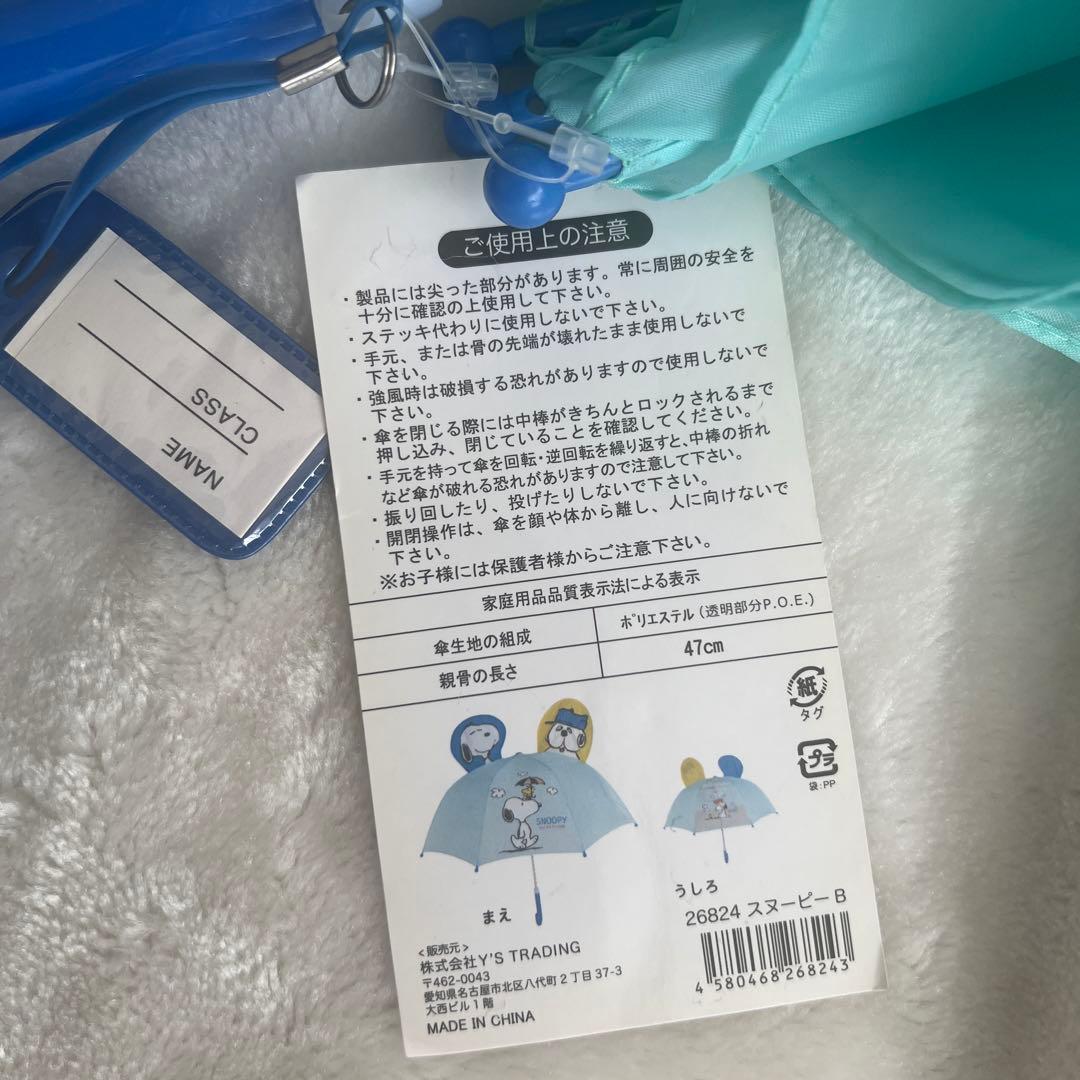 ご使用上の注意
・製品には尖った部分があります。常に周囲の安全を
十分に確認の上使用して下さい。
・ステッキ代わりに使用しないで下さい。
・手元、または骨の先端が壊れたまま使用しないで
下さい。
・強風時は破損する恐れがありますので使用しないで
下さい。
・傘を閉じる際には中棒がきちんとロックされるまで
押し込み、閉じていることを確認してください。
・手元を持って傘を回転・逆回転を繰り返すと、中棒の折れ
など傘が破れる恐れがありますので注意して下さい。
・振り回したり、投げたりしないで下さい。
・開閉操作は、傘を顔や体から離し、人に向けないで
下さい。
※お子様には保護者様からご注意下さい。
家庭用品品質表示法による表示
傘生地の組成
ポリエステル(透明部分P.O.E.)
親骨の長さ
47cm
紙
タグ
プラ
袋:PP
SNOOPY
まえ
うしろ
26824 スヌーピー B
4 580468 268243
<販売元>
株式会社Y'S TRADING
〒462-0043
愛知県名古屋市北区八代町2丁目37-3
大西ビル1階
MADE IN CHINA
NAME
CLASS